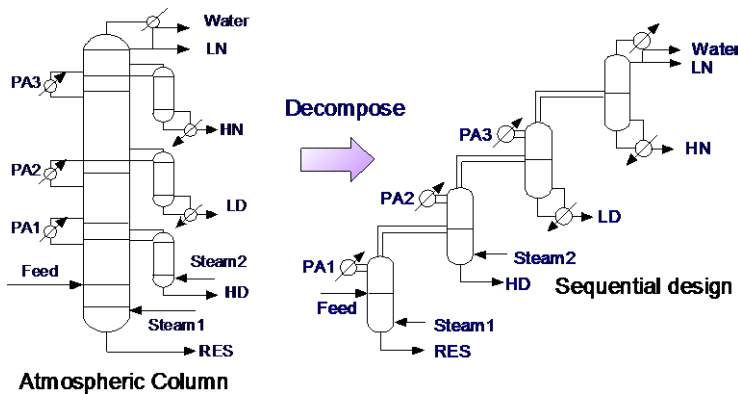 Water
LN
PA3
HN
PA2
LD
PA1
Steam2
Feed
HD
Steam1
RES
Atmospheric Column
Decompose
Water
LN
PA3
HN
PA2
LD
PA1
Steam2
HD
Feed
Steam1
RES
Sequential design